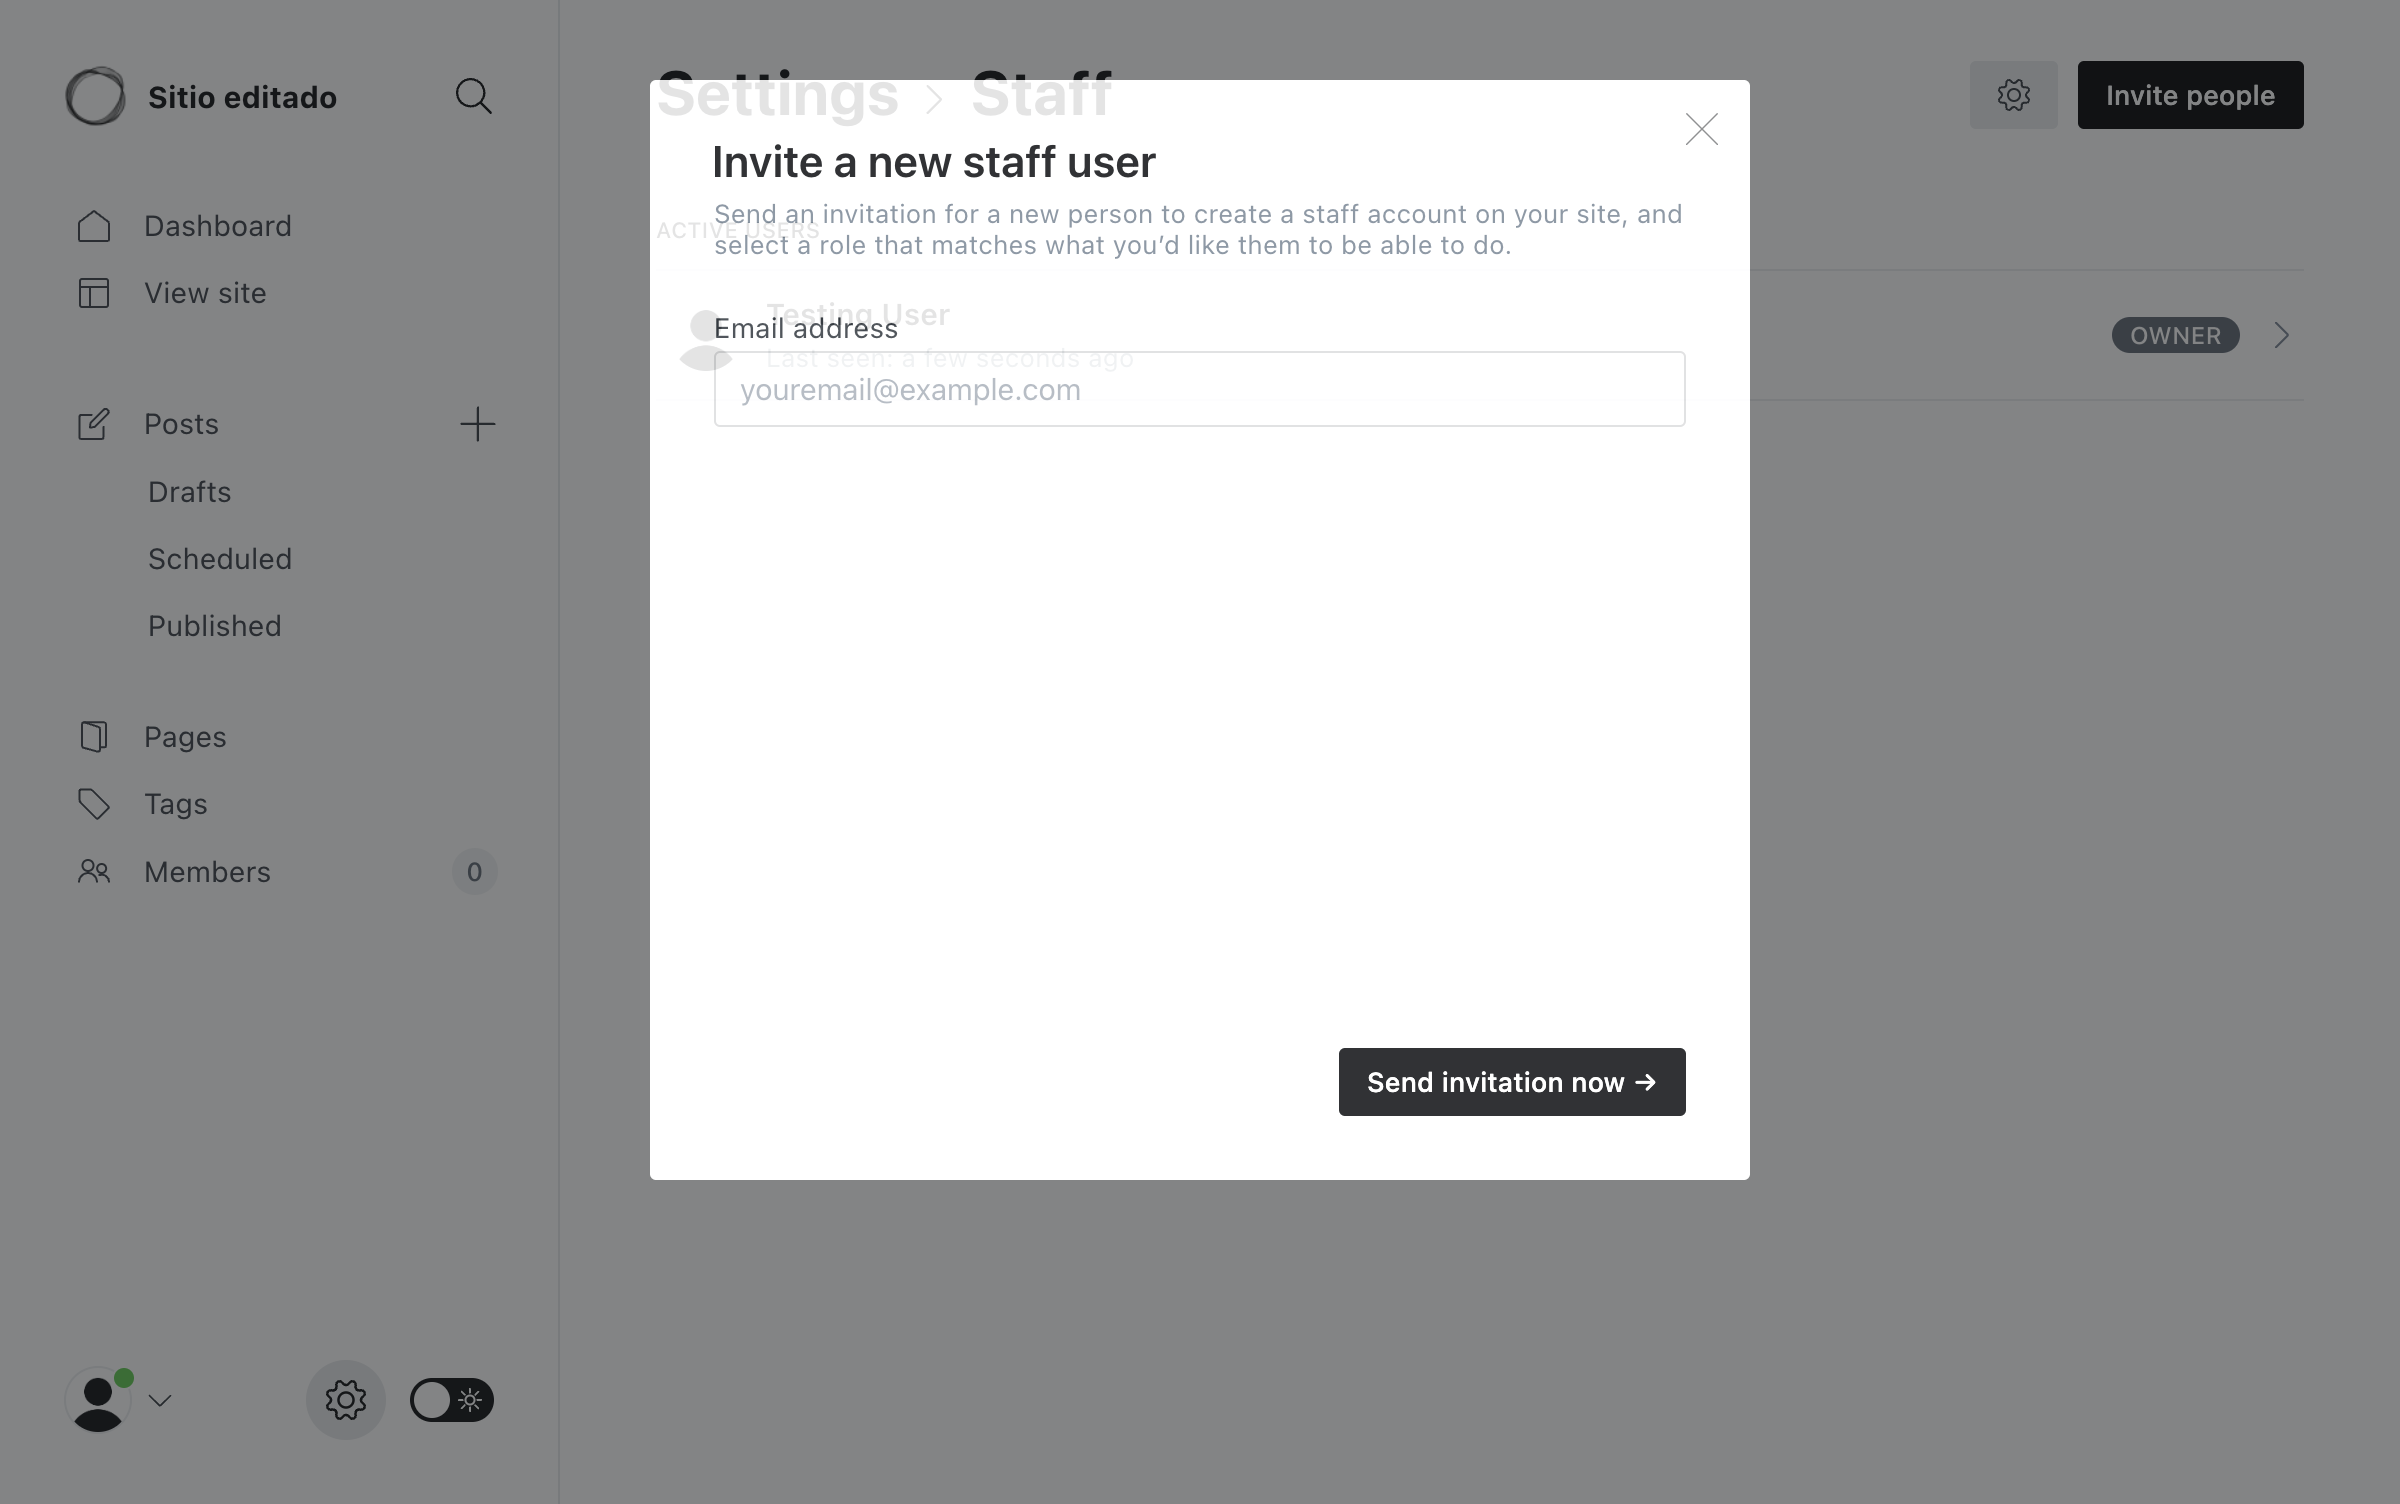 Sitio editado
Dashboard
View site
Posts
Drafts
Scheduled
Published
Pages
Tags
Members
0
Settings > Staff
Invite people
ACTIVE USERS
Testing User
Last seen: a few seconds ago
OWNER
Invite a new staff user
Send an invitation for a new person to create a staff account on your site, and
select a role that matches what you’d like them to be able to do.
Email address
youremail@example.com
Send invitation now →